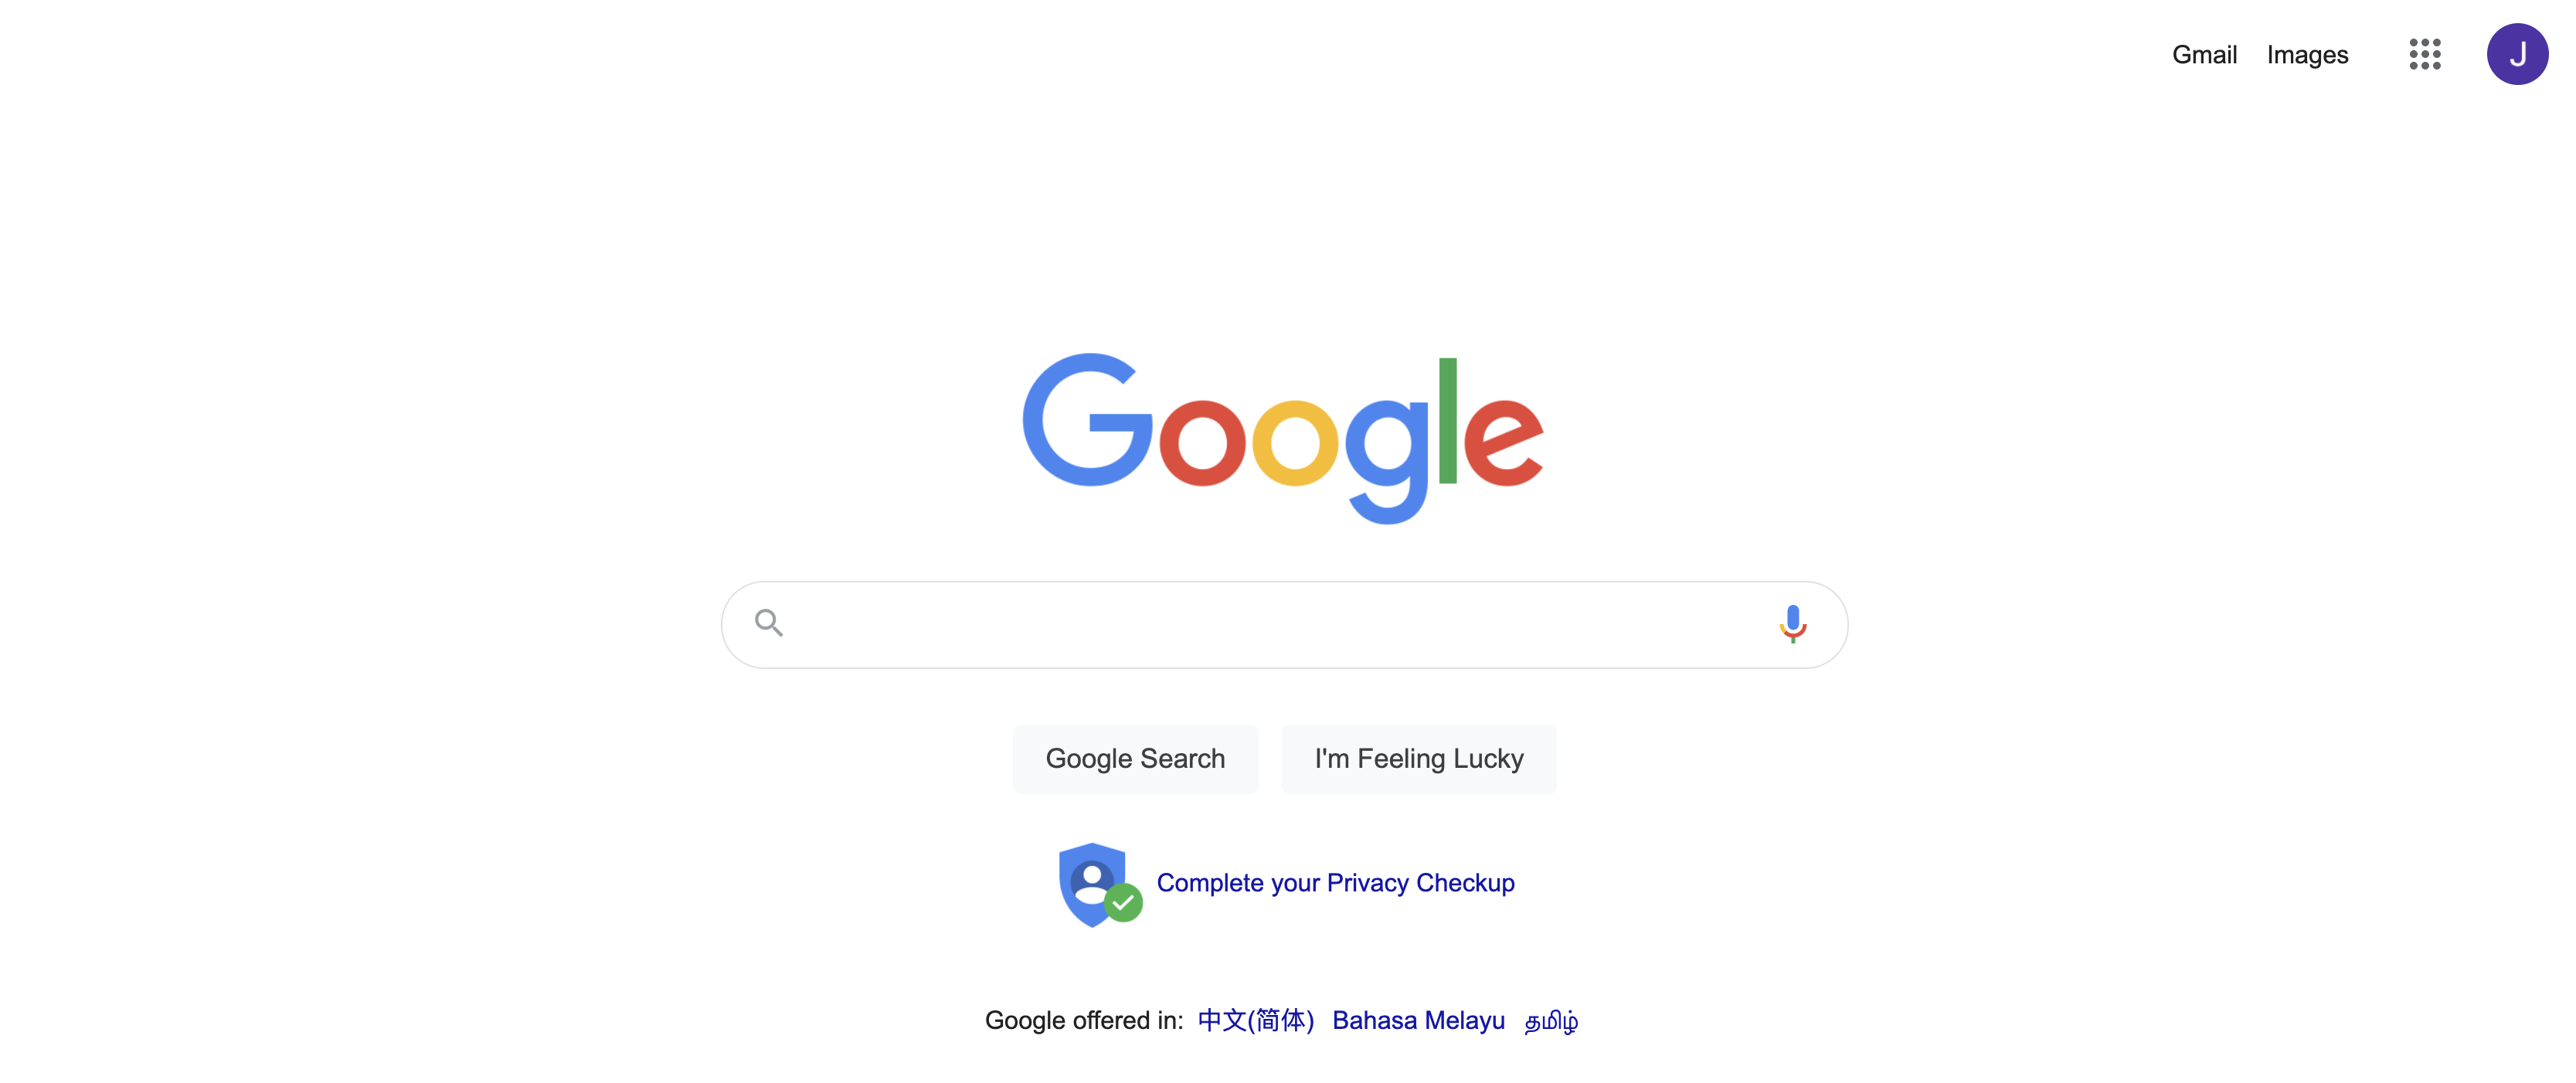 Gmail Images J
Google
Google Search I'm Feeling Lucky
Complete your Privacy Checkup
Google offered in: 中文(简体) Bahasa Melayu தமிழ்